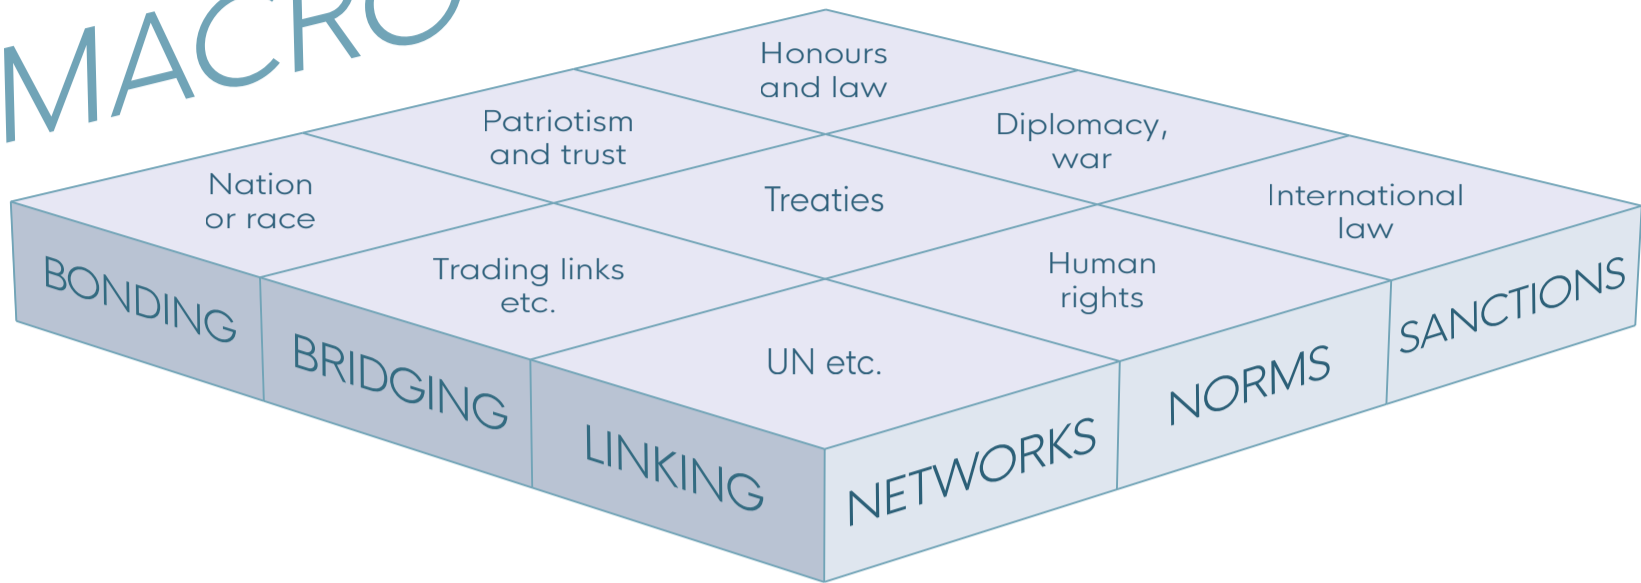 MACRO
Honours
and law
Patriotism
and trust
Diplomacy,
war
Nation
or race
Treaties
International
law
Trading links
etc.
Human
rights
UN etc.
BONDING
BRIDGING
LINKING
NETWORKS
NORMS
SANCTIONS